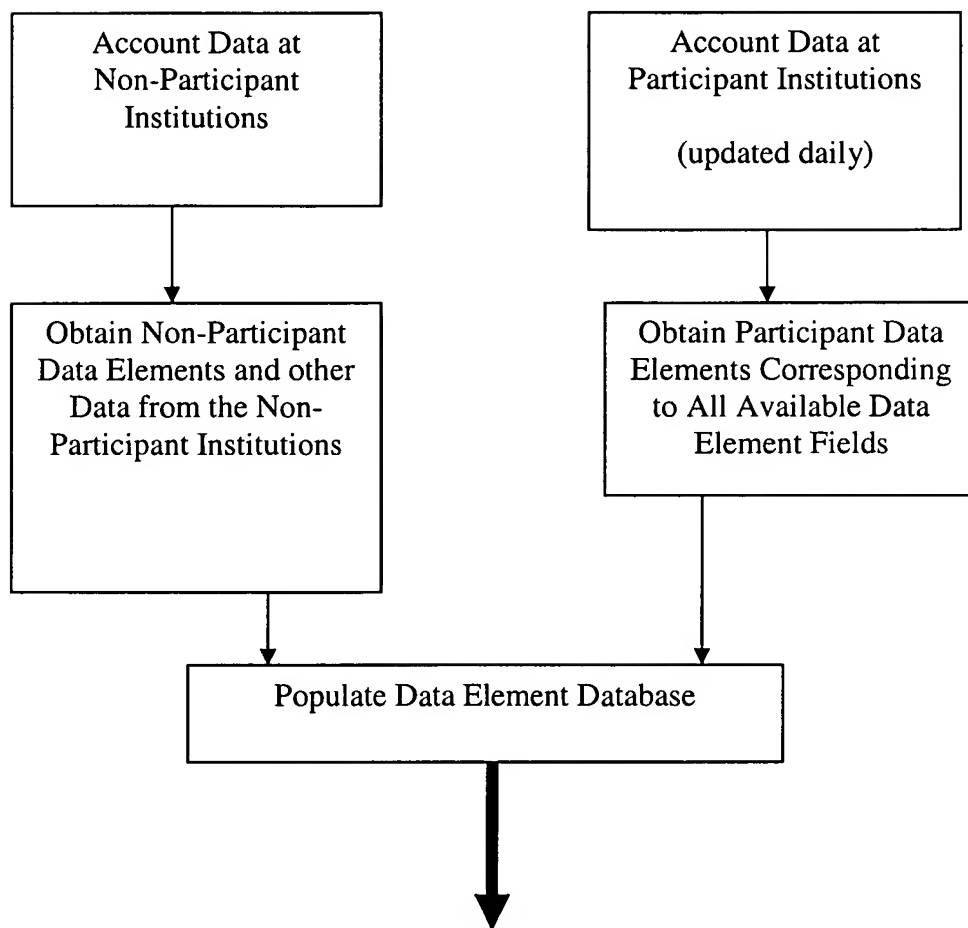 Account Data at
Non-Participant
Institutions
Account Data at
Participant Institutions
(updated daily)
Obtain Non-Participant
Data Elements and other
Data from the Non-
Participant Institutions
Obtain Participant Data
Elements Corresponding
to All Available Data
Element Fields
Populate Data Element Database